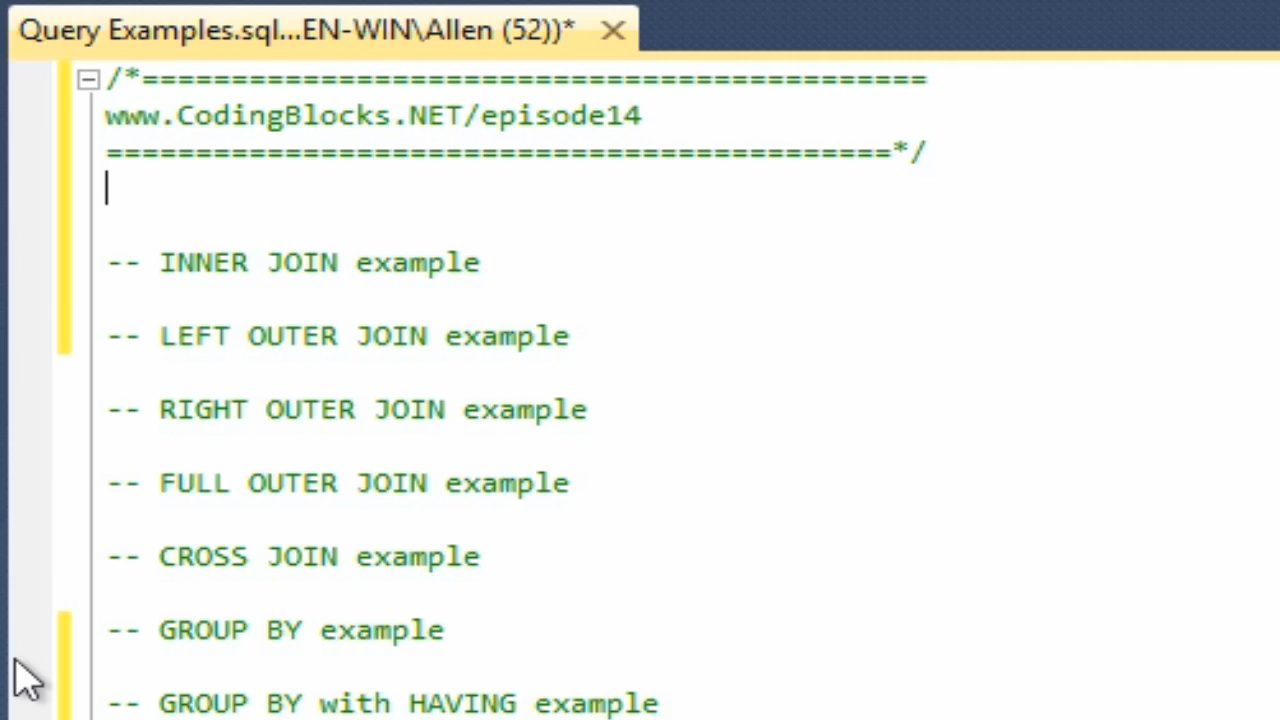 Query Examples.sql...EN-WIN\Allen (52))*
/*============================================
www.CodingBlocks.NET/episode14
============================================*/
-- INNER JOIN example
-- LEFT OUTER JOIN example
-- RIGHT OUTER JOIN example
-- FULL OUTER JOIN example
-- CROSS JOIN example
-- GROUP BY example
-- GROUP BY with HAVING example